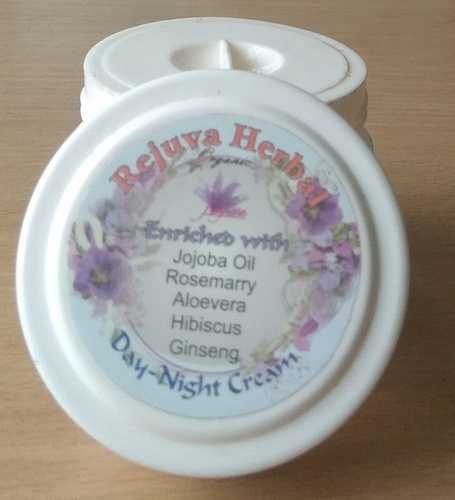 Rejuva Herbal
Organic
Enriched with
Jojoba Oil
Rosemarry
Aloevera
Hibiscus
Ginseng
Day-Night Cream